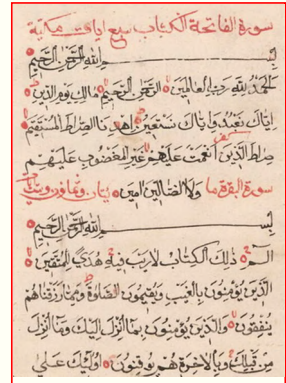 سورة الفاتحة الكتاب سبع ايات مكية
بسم الله الرحمن الرحيم
الحمد لله رب العالمين الرحمن الرحيم مالك يوم الدين
اياك نعبد واياك نستعين اهدنا الصراط المستقيم
صراط الذين انعمت عليهم غير المغضوب عليهم
ولا الضالين امين سورة البقرة ما يتان وثمانون
بسم الله الرحمن الرحيم
الم ذلك الكتاب لا ريب فيه هدى للمتقين
الذين يؤمنون بالغيب ويقيمون الصلوة ومما رزقناهم
ينفقون والذين يؤمنون بما انزل اليك وما انزل
من قبلك وبالاخرة هم يوقنون اولئك على